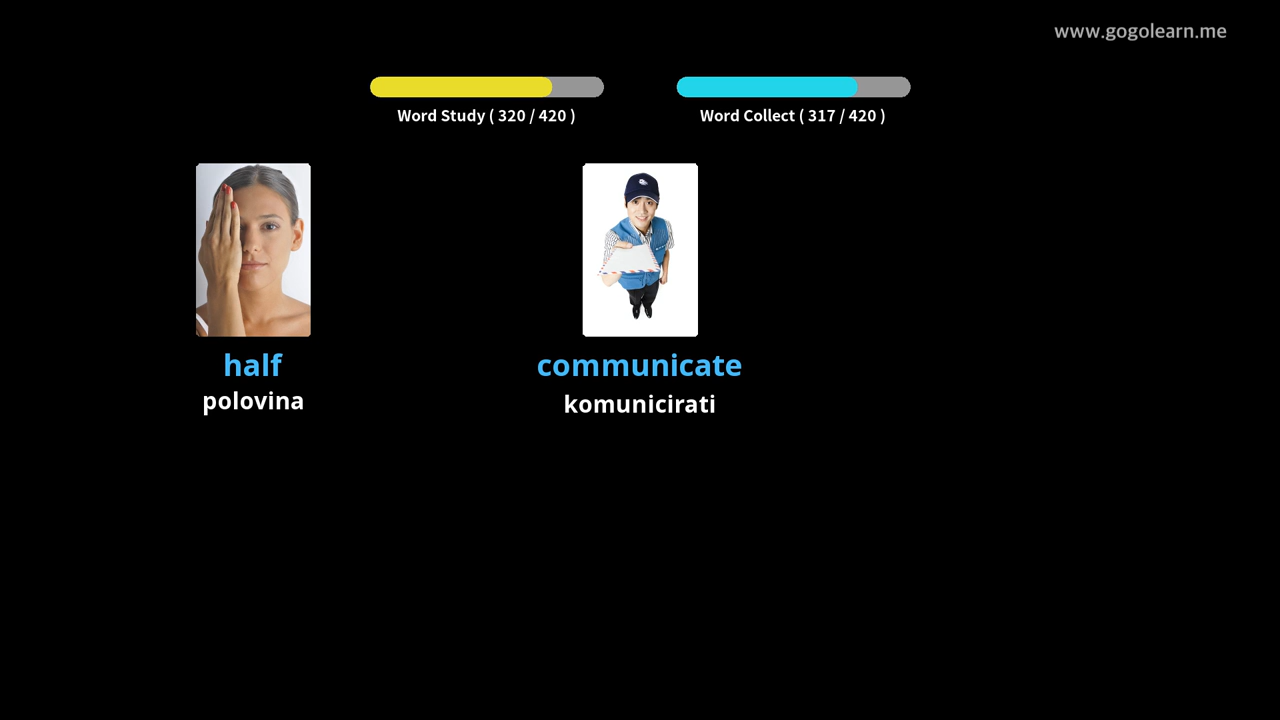 www.gogolearn.me
Word Study ( 320 / 420 )
Word Collect ( 317 / 420 )
half
polovina
communicate
komunicirati